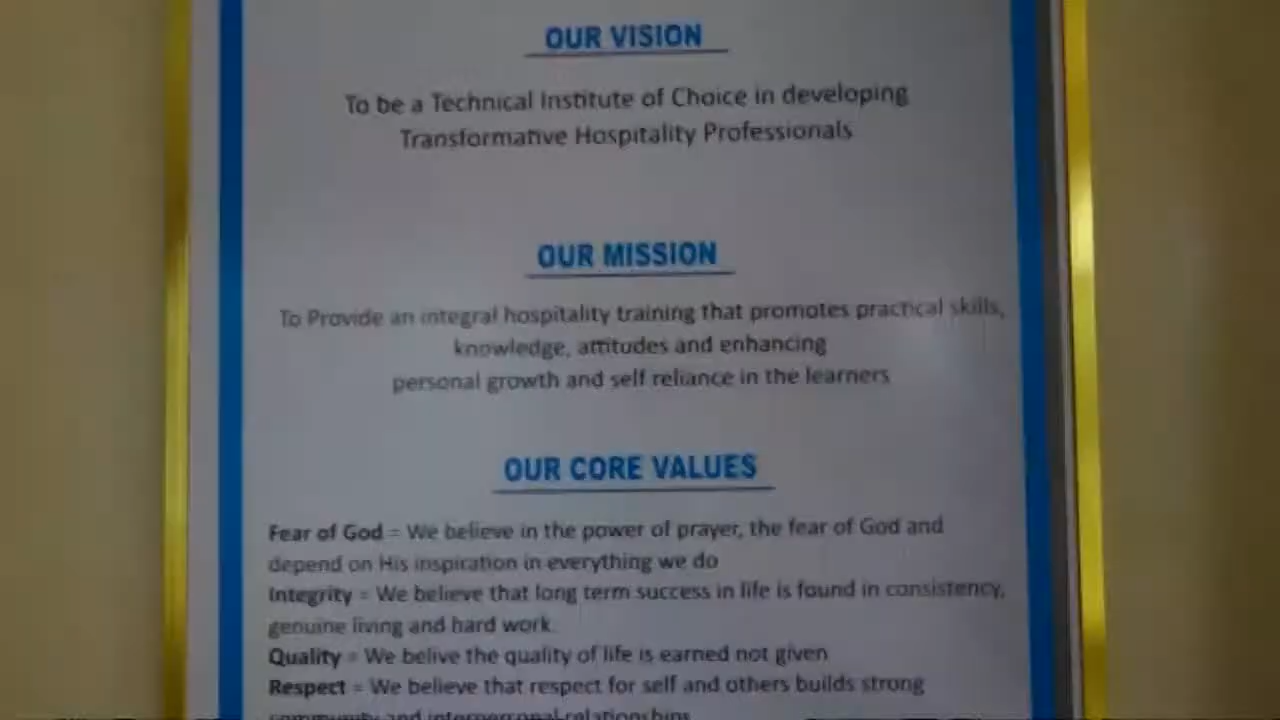 OUR VISION
To be a Technical Institute of Choice in developing
Transformative Hospitality Professionals
OUR MISSION
To Provide an integral hospitality training that promotes practical skills,
knowledge, attitudes and enhancing
personal growth and self reliance in the learners
OUR CORE VALUES
Fear of God = We believe in the power of prayer, the fear of God and
depend on His inspiration in everything we do
Integrity = We believe that long term success in life is found in consistency,
genuine living and hard work.
Quality = We belive the quality of life is earned not given
Respect = We believe that respect for self and others builds strong
community and interpersonal relationships